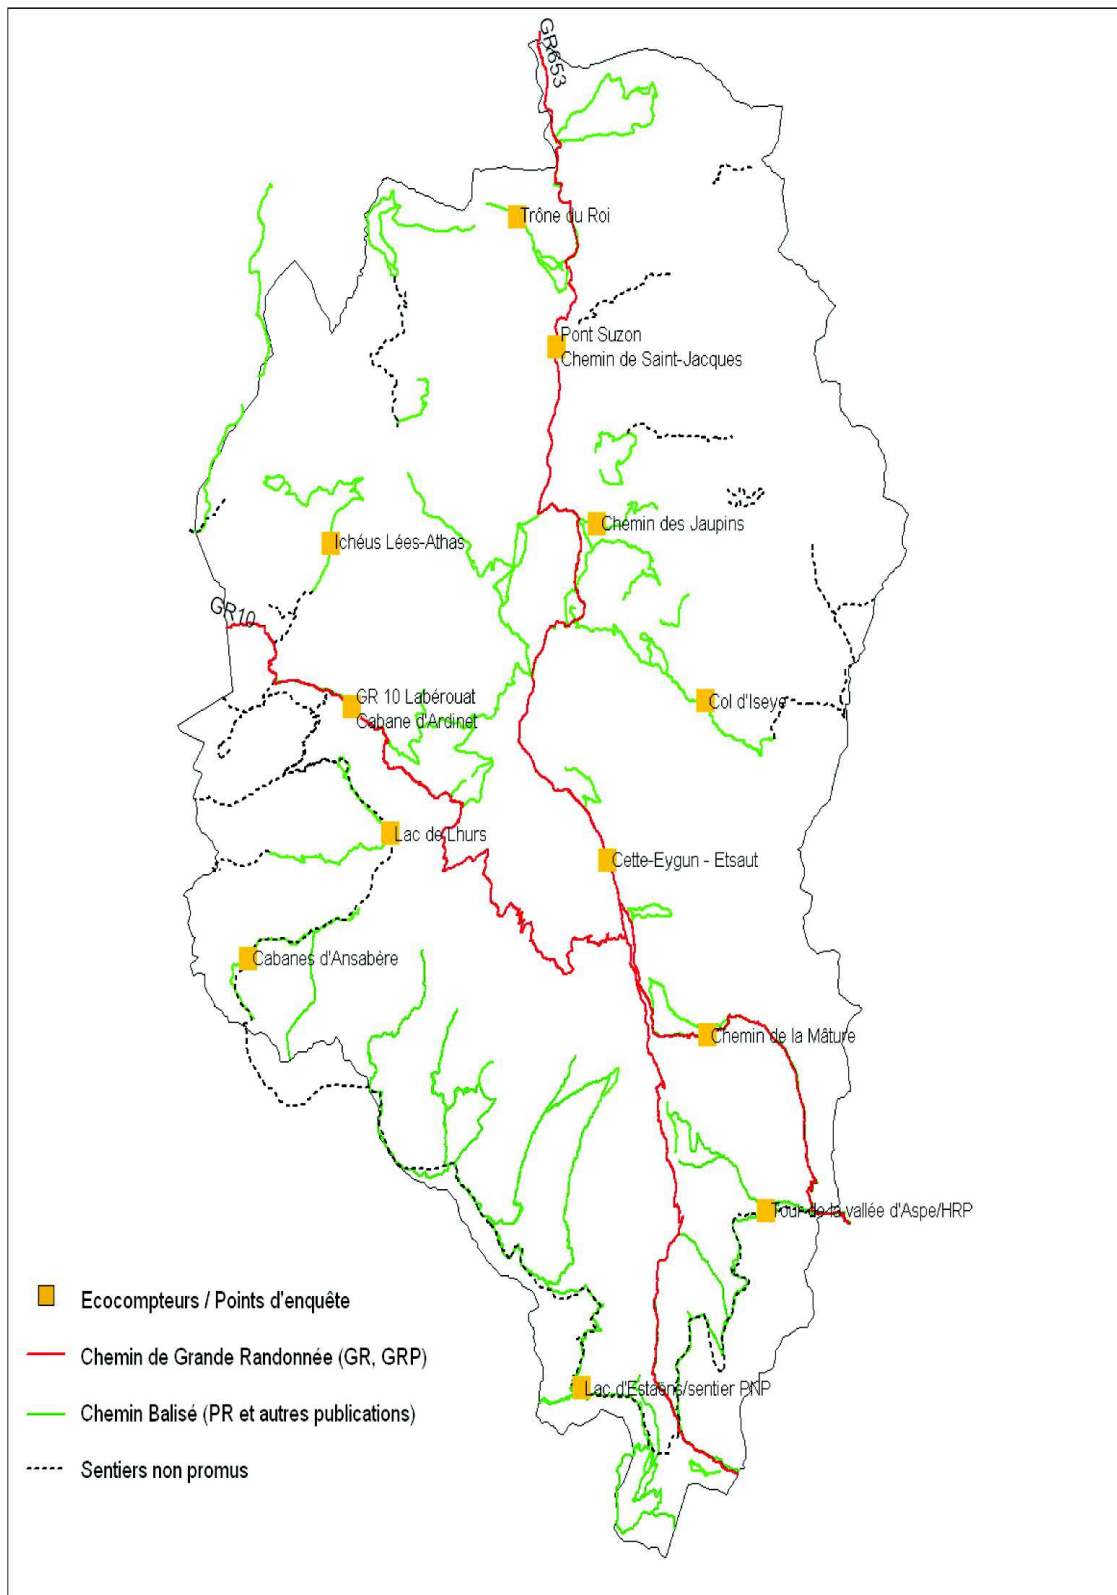 GR653
Trône du Roi
Pont Suzon
Chemin de Saint-Jacques
Chemin des Jaupins
Ichéus Lées-Athas
GR10
GR 10 Labérouat
Cabane d'Ardinet
Col d'Iseye
Lac de Lhurs
Cette-Eygun - Etsaut
Cabanes d'Ansabère
Chemin de la Mâture
Tour de la vallée d'Aspe/HRP
Lac d'Estaëns/sentier PNP
Ecocompteurs / Points d'enquête
Chemin de Grande Randonnée (GR, GRP)
Chemin Balisé (PR et autres publications)
Sentiers non promus